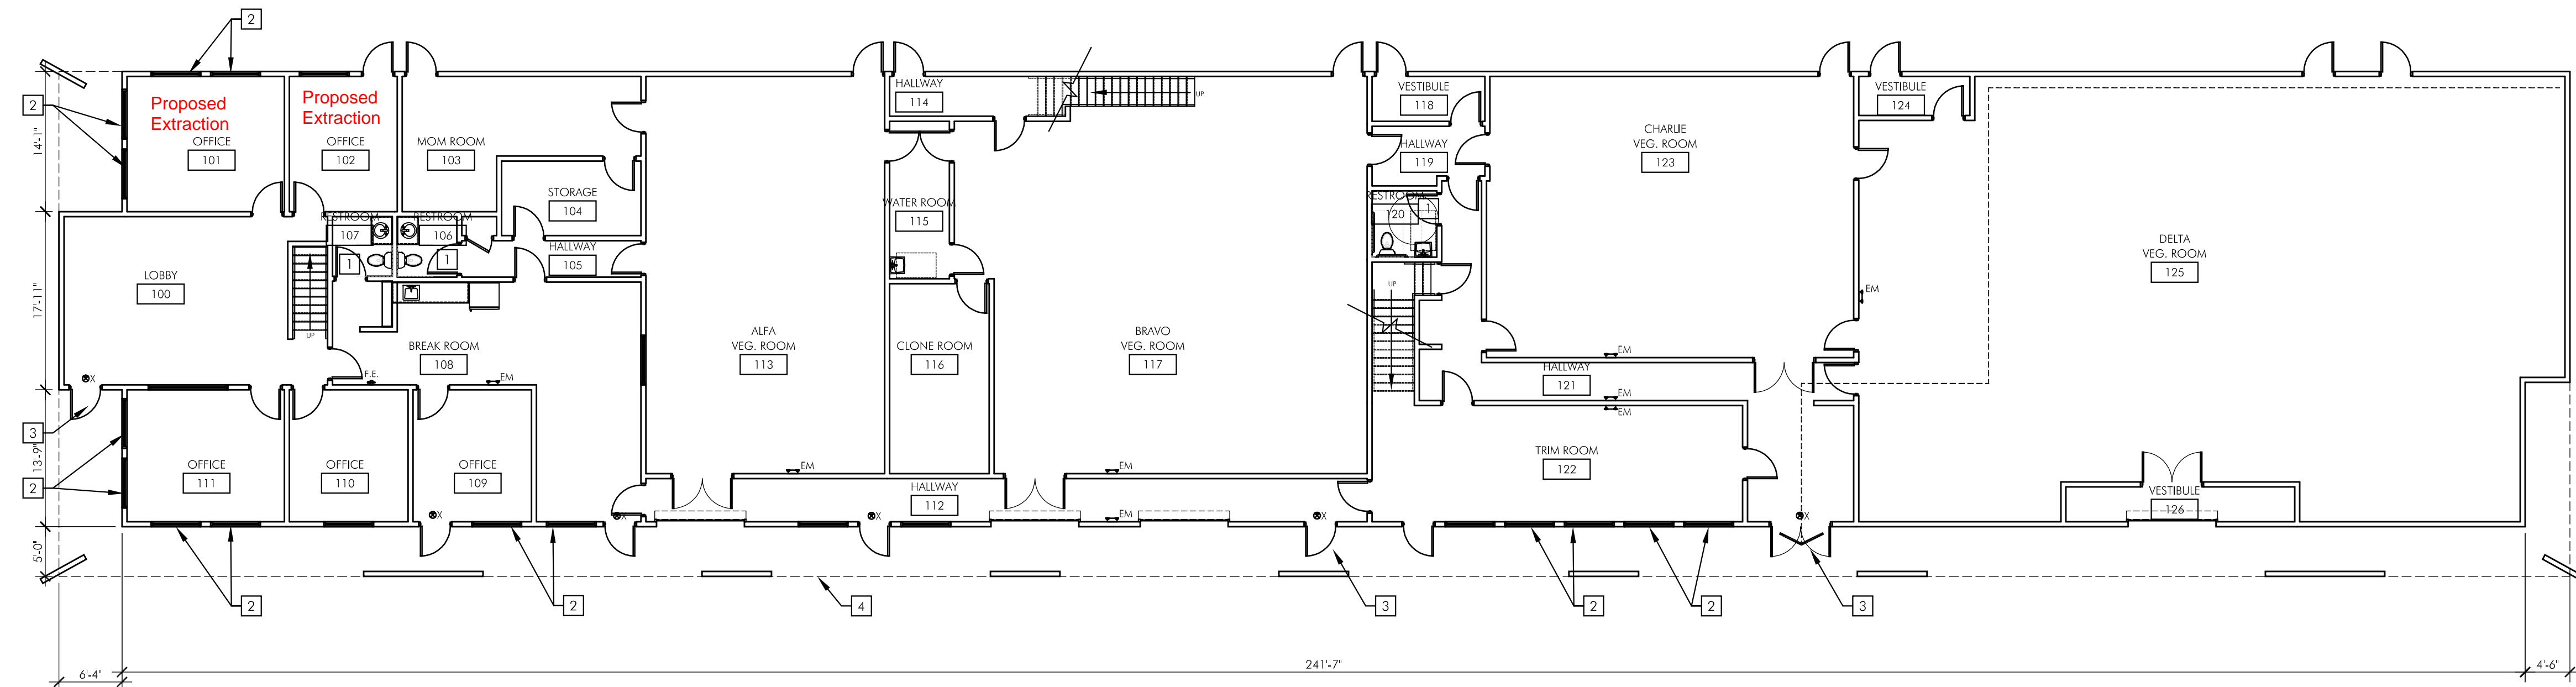 2
HALLWAY
114
UP
VESTIBULE
118
VESTIBULE
124
2
Proposed
Extraction
OFFICE
101
Proposed
Extraction
OFFICE
102
MOM ROOM
103
14'-1"
CHARLIE
VEG. ROOM
123
HALLWAY
119
STORAGE
104
WATER ROOM
115
RESTROOM
120
1
RESTROOM
107
1
RESTROOM
106
1
HALLWAY
105
DELTA
VEG. ROOM
125
EM
LOBBY
100
UP
17'-11"
UP
ALFA
VEG. ROOM
113
CLONE ROOM
116
BRAVO
VEG. ROOM
117
BREAK ROOM
108
F.E.
EM
X
EM
HALLWAY
121
EM
EM
3
13'-9"
2
OFFICE
111
OFFICE
110
OFFICE
109
X
X
EM
EM
HALLWAY
112
X
EM
X
TRIM ROOM
122
X
VESTIBULE
126
5'-0"
2
2
4
3
2
2
3
6'-4"
241'-7"
4'-6"